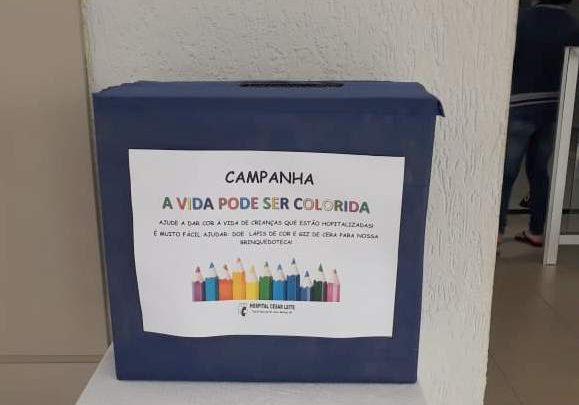 CAMPANHA
A VIDA PODE SER COLORIDA
AJUDE A DAR COR A VIDA DE CRIANÇAS QUE ESTÃO HOPITALIZADAS!
É MUITO FÁCIL AJUDAR: DOE LÁPIS DE COR E GIZ DE CERA PARA NOSSA
BRINQUEDOTECA!
HOSPITAL CÉSAR LEITE